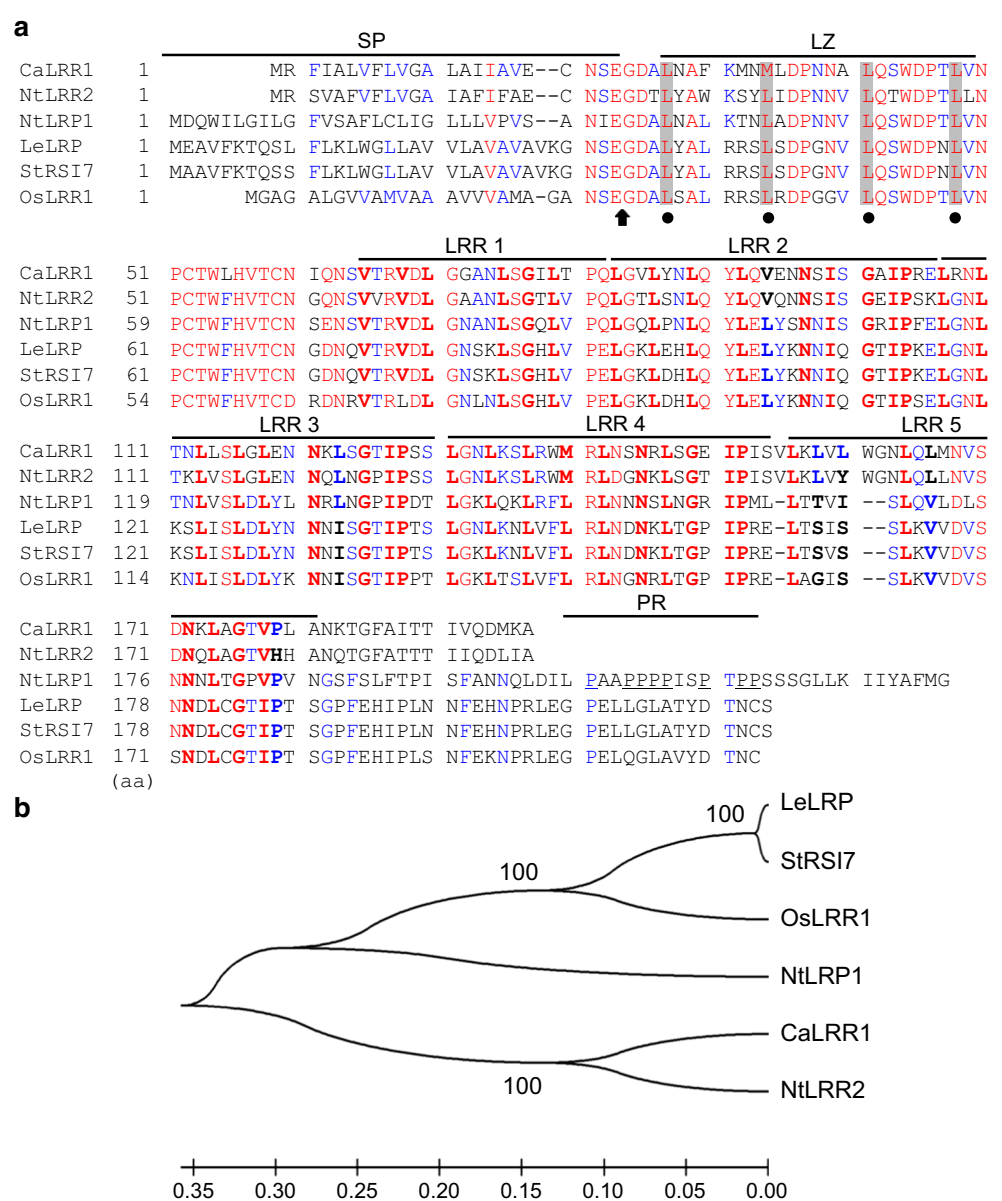 a
SP LZ
CaLRR1 1 MR FIALVFLVGA LAIIAVE--C NSEGDALNAF KMNMLDPNNA LQSWDPTLVN
NtLRR2 1 MR SVAFVFLVGA IAFIFAE--C NSEGDTLYAW KSYLIDPNNV LQTWDPTLLN
NtLRP1 1 MDQWILGILG FVSAFLCLIG LLLVPVS--A NIEGDALNAL KTNLADPNNV LQSWDPTLVN
LeLRP 1 MEAVFKTQSL FLKLWGLLAV VLAVAVAVKG NSEGDALYAL RRSLSDPGNV LQSWDPNLVN
StRSI7 1 MAAVFKTQSS FLKLWGLLAV VLAVAVAVKG NSEGDALYAL RRSLSDPGNV LQSWDPNLVN
OsLRR1 1 MGAG ALGVVAMVAA AVVVAMA-GA NSEGDALSAL RRSLRDPGGV LQSWDPTLVN
LRR 1 LRR 2
CaLRR1 51 PCTWLHVTCN IQNSVTRVDL GGANLSGILT PQLGVLYNLQ YLQVENNSIS GAIPRELRNL
NtLRR2 51 PCTWFHVTCN GQNSVVRVDL GAANLSGTLV PQLGTLSNLQ YLQVQNNSIS GEIPSKLGNL
NtLRP1 59 PCTWFHVTCN SENSVTRVDL GNANLSGQLV PQLGQLPNLQ YLELYSNNIS GRIPFELGNL
LeLRP 61 PCTWFHVTCN GDNQVTRVDL GNSKLSGHLV PELGKLEHLQ YLELYKNNIQ GTIPKELGNL
StRSI7 61 PCTWFHVTCN GDNQVTRVDL GNSKLSGHLV PELGKLDHLQ YLELYKNNIQ GTIPKELGNL
OsLRR1 54 PCTWFHVTCD RDNRVTRLDL GNLNLSGHLV PELGKLDHLQ YLELYKNNIQ GTIPSELGNL
LRR 3 LRR 4 LRR 5
CaLRR1 111 TNLLSLGLEN NKLSGTIPSS LGNLKSLRWM RLNSNRLSGE IPISVLKLVL WGNLQLMNVS
NtLRR2 111 TKLVSLGLEN NQLNGPIPSS LGNLKSLRWM RLDGNKLSGT IPISVLKLVY WGNLQLLNVS
NtLRP1 119 TNLVSLDLYL NRLNGPIPDT LGKLQKLRFL RLNNNSLNGR IPML-LTTVI --SLQVLDLS
LeLRP 121 KSLISLDLYN NNISGTIPTS LGNLKNLVFL RLNDNKLTGP IPRE-LTSIS --SLKVVDVS
StRSI7 121 KSLISLDLYN NNISGTIPTS LGKLKNLVFL RLNDNKLTGP IPRE-LTSVS --SLKVVDVS
OsLRR1 114 KNLISLDLYK NNISGTIPPT LGKLTSLVFL RLNGNRLTGP IPRE-LAGIS --SLKVVDVS
PR
CaLRR1 171 DNKLAGTVPL ANKTGFAITT IVQDMKA
NtLRR2 171 DNQLAGTVHH ANQTGFATTT IIQDLIA
NtLRP1 176 NNNLTGPVPV NGSFSLFTPI SFANNQLDIL PAAPPPPISP TPPSSSGLLK IIYAFMG
LeLRP 178 NNDLCGTIPT SGPFEHIPLN NFEHNPRLEG PELLGLATYD TNCS
StRSI7 178 NNDLCGTIPT SGPFEHIPLN NFEHNPRLEG PELLGLATYD TNCS
OsLRR1 171 SNDLCGTIPT SGPFEHIPLS NFEKNPRLEG PELQGLAVYD TNC
(aa)
b
LeLRP
100
StRSI7
100
OsLRR1
NtLRP1
CaLRR1
100
NtLRR2
0.35 0.30 0.25 0.20 0.15 0.10 0.05 0.00